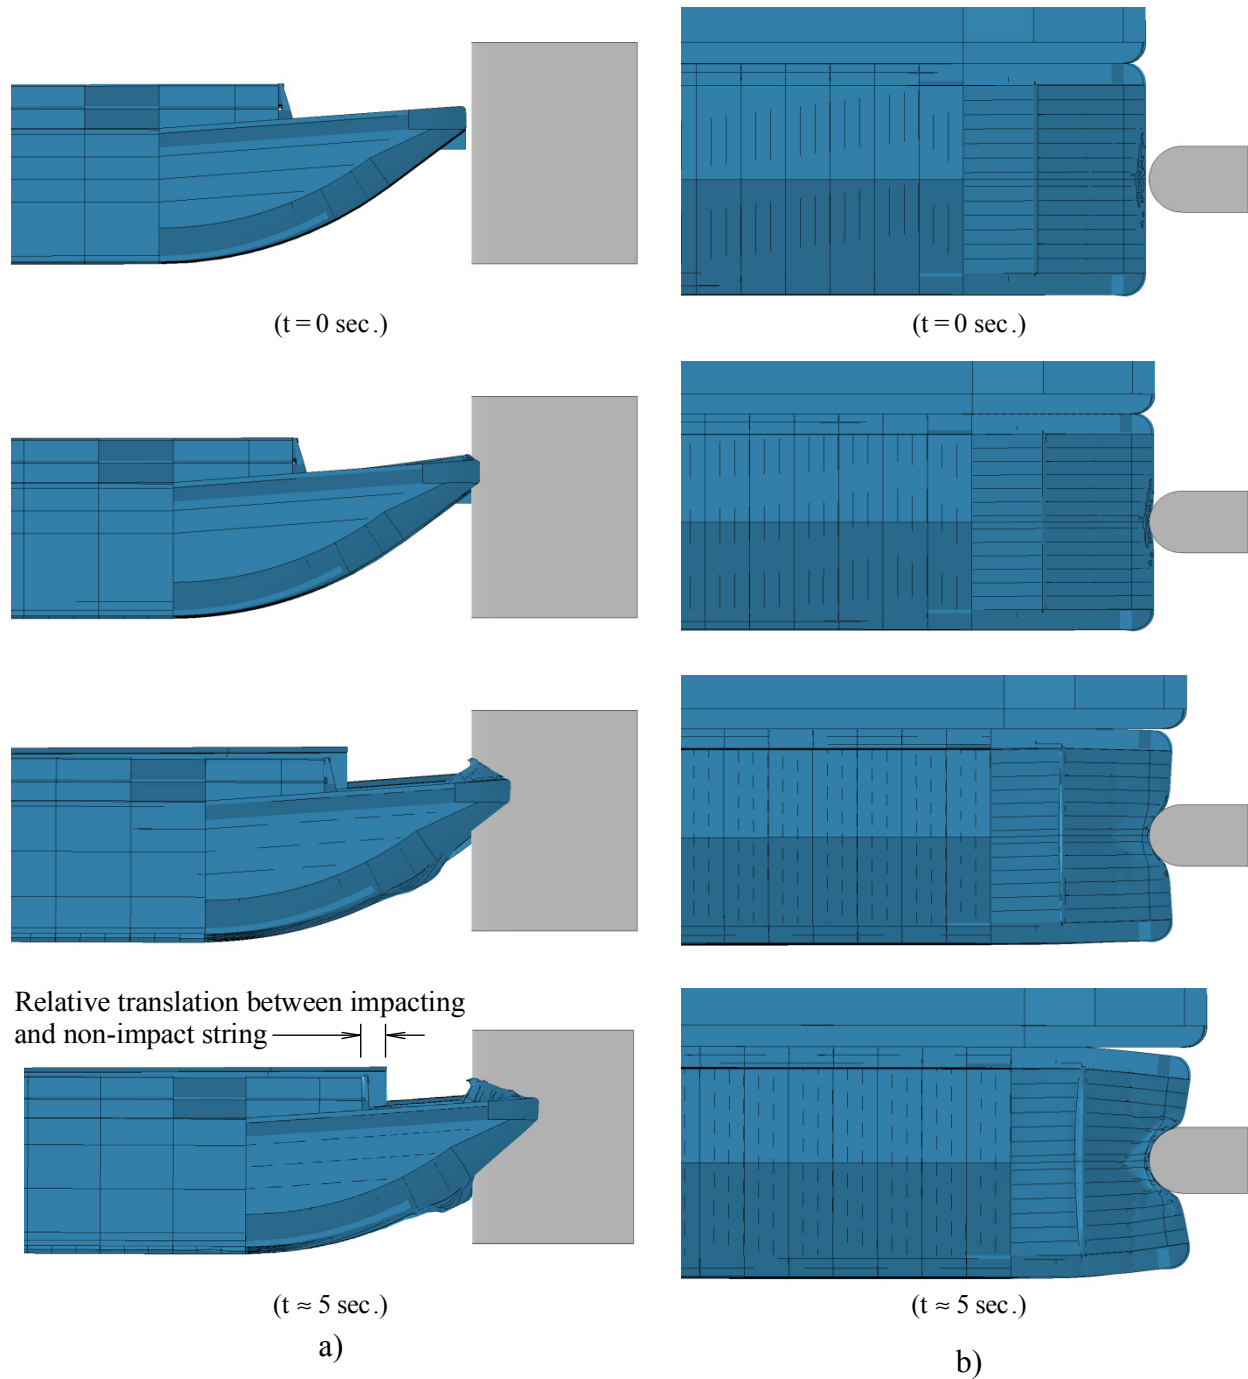 (t = 0 sec.)
(t = 0 sec.)
Relative translation between impacting
and non-impact string
(t ≈ 5 sec.)
(t ≈ 5 sec.)
a)
b)